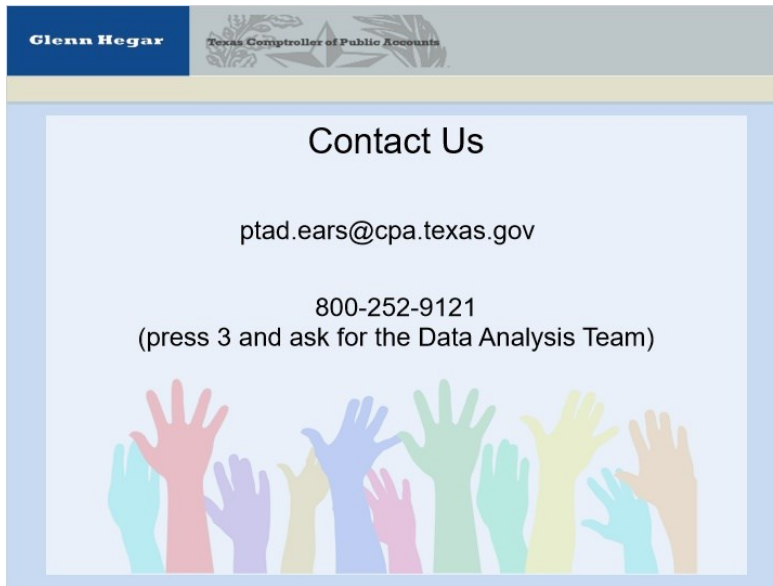 Glenn Hegar
Texas Comptroller of Public Accounts
Contact Us
ptad.ears@cpa.texas.gov
800-252-9121
(press 3 and ask for the Data Analysis Team)